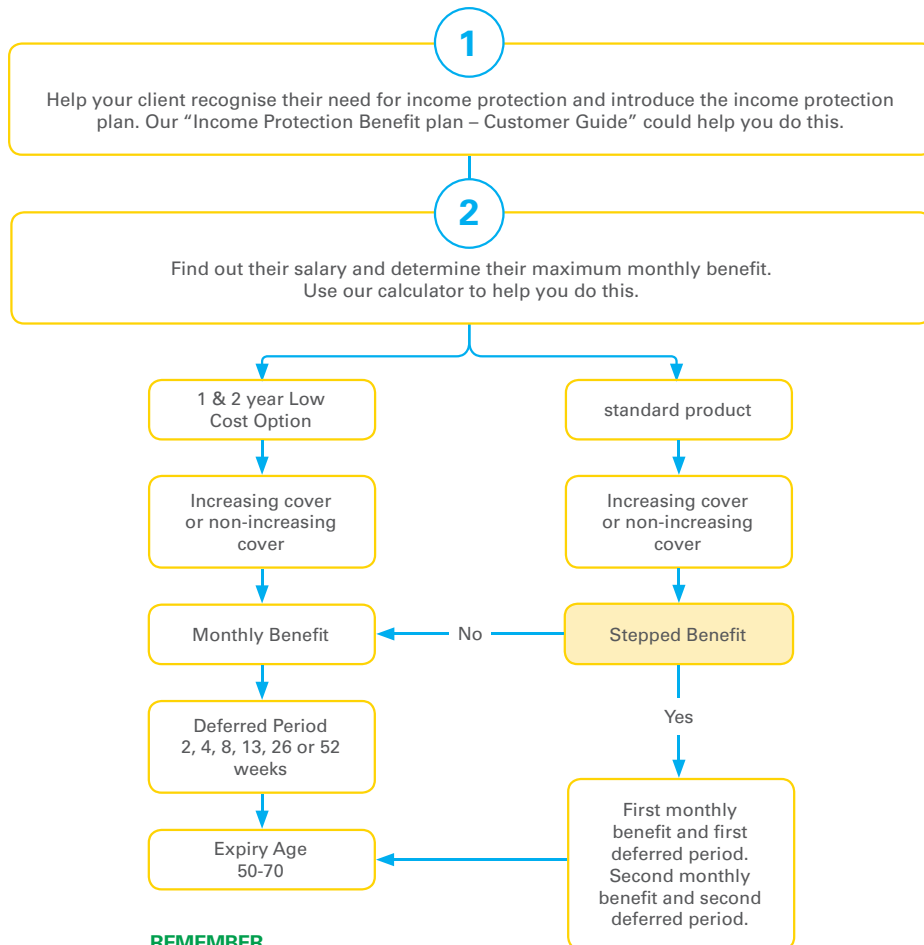 1
Help your client recognise their need for income protection and introduce the income protection
plan. Our “Income Protection Benefit plan – Customer Guide” could help you do this.
2
Find out their salary and determine their maximum monthly benefit.
Use our calculator to help you do this.
1 & 2 year Low
Cost Option
standard product
Increasing cover
or non-increasing
cover
Increasing cover
or non-increasing
cover
Monthly Benefit
No
Stepped Benefit
Deferred Period
2, 4, 8, 13, 26 or 52
weeks
Yes
Expiry Age
50-70
First monthly
benefit and first
deferred period.
Second monthly
benefit and second
deferred period.
REMEMBER